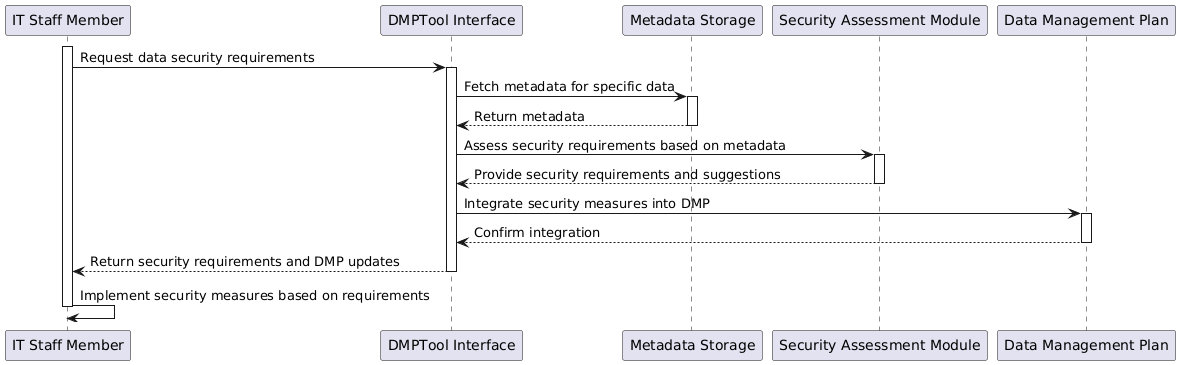 IT Staff Member
DMPTool Interface
Metadata Storage
Security Assessment Module
Data Management Plan
Request data security requirements
Fetch metadata for specific data
Return metadata
Assess security requirements based on metadata
Provide security requirements and suggestions
Integrate security measures into DMP
Confirm integration
Return security requirements and DMP updates
Implement security measures based on requirements
IT Staff Member
DMPTool Interface
Metadata Storage
Security Assessment Module
Data Management Plan